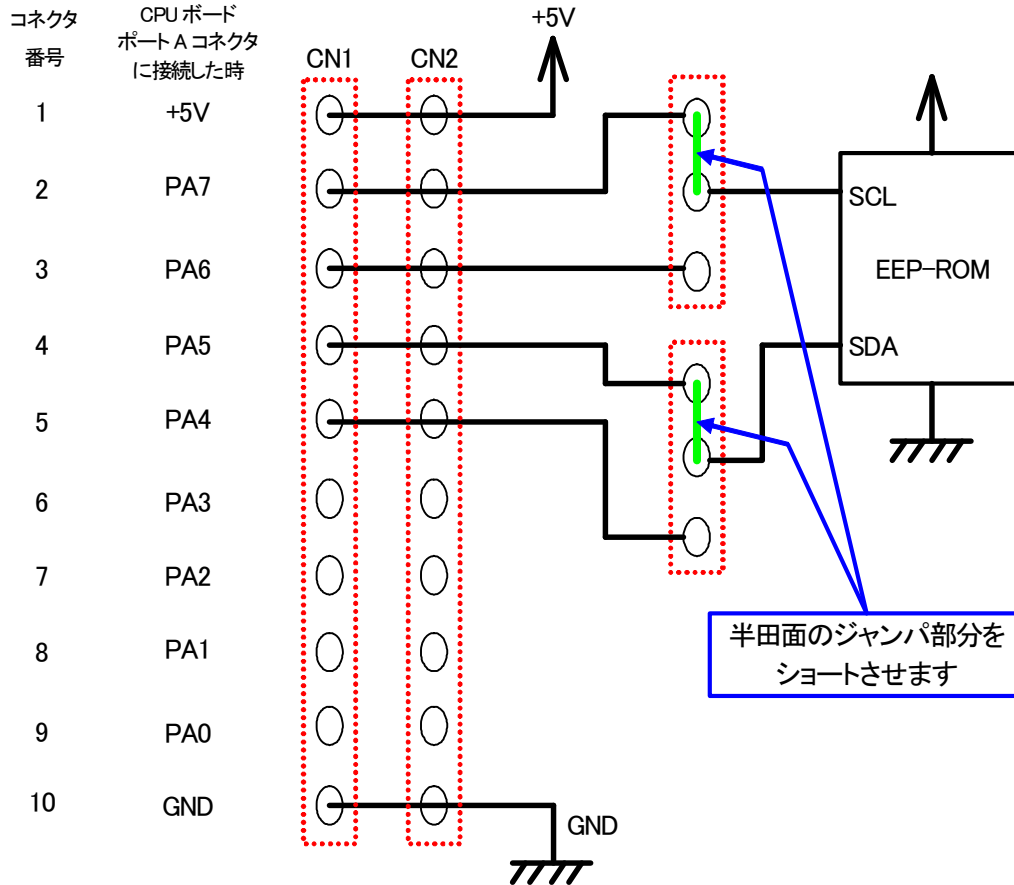 コネクタ
番号
CPU ボード
ポート A コネクタ
に接続した時
CN1
CN2
+5V
1
+5V
2
PA7
3
PA6
4
PA5
5
PA4
6
PA3
7
PA2
8
PA1
9
PA0
10
GND
GND
SCL
EEP-ROM
SDA
半田面のジャンパ部分を
ショートさせます